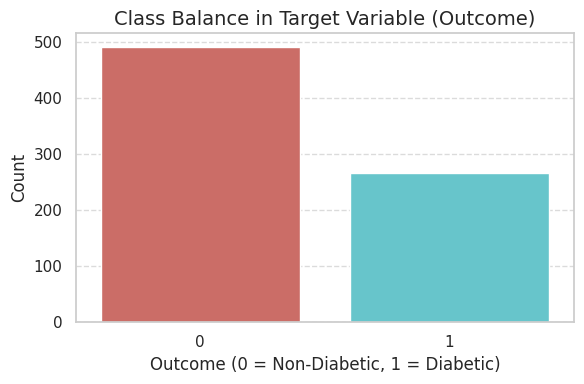 Class Balance in Target Variable (Outcome)
500
400
300
200
100
0
Count
0 1
Outcome (0 = Non-Diabetic, 1 = Diabetic)